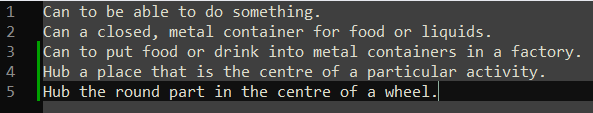 1 Can to be able to do something.
2 Can a closed, metal container for food or liquids.
3 Can to put food or drink into metal containers in a factory.
4 Hub a place that is the centre of a particular activity.
5 Hub the round part in the centre of a wheel.